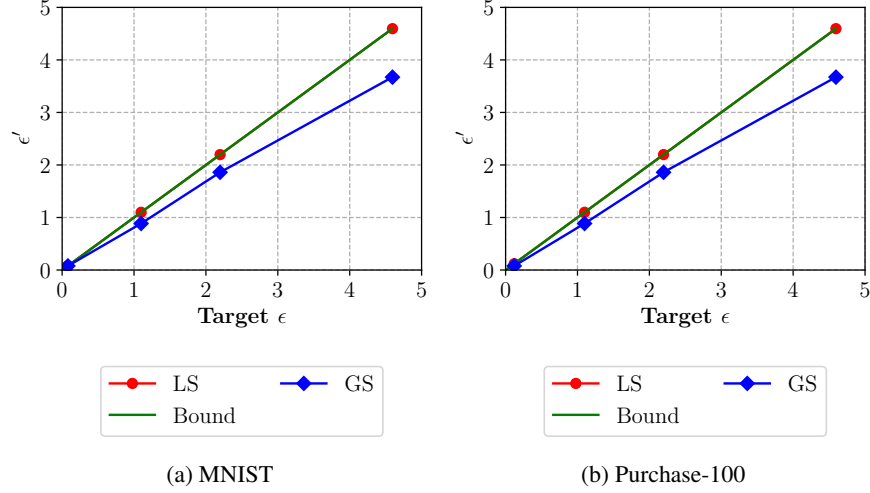 5
4
3
2
1
0
ϵ′
0 1 2 3 4 5
Target ϵ
LS
GS
Bound
(a) MNIST
5
4
3
2
1
0
ϵ′
0 1 2 3 4 5
Target ϵ
LS
GS
Bound
(b) Purchase-100